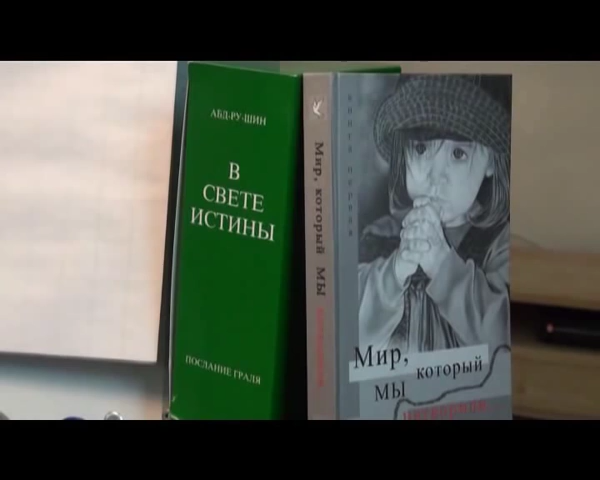 АБД-РУ-ШИН
В
СВЕТЕ
ИСТИНЫ
ПОСЛАНИЕ ГРАЛЯ
Мир, который МЫ
Мир,
который
МЫ